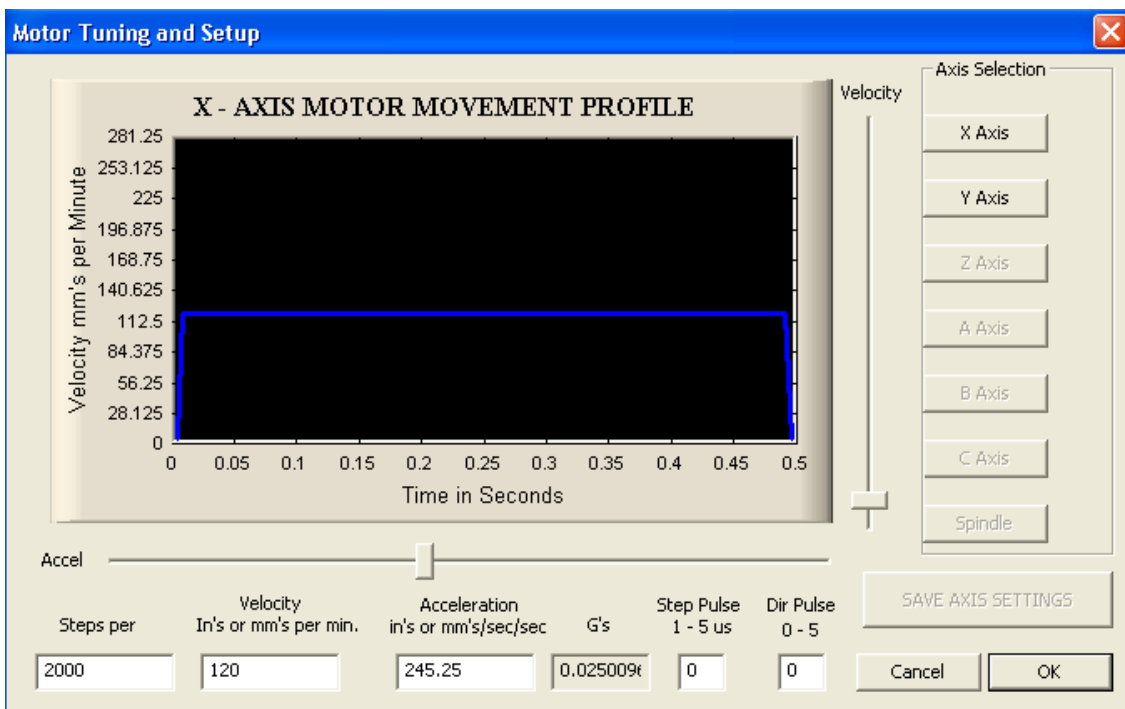 Motor Tuning and Setup
X - AXIS MOTOR MOVEMENT PROFILE
Velocity mm's per Minute
281.25
253.125
225
196.875
168.75
140.625
112.5
84.375
56.25
28.125
0
0 0.05 0.1 0.15 0.2 0.25 0.3 0.35 0.4 0.45 0.5
Time in Seconds
Velocity
Axis Selection
X Axis
Y Axis
Z Axis
A Axis
B Axis
C Axis
Spindle
Accel
Steps per
Velocity
In's or mm's per min.
Acceleration
in's or mm's/sec/sec
G's
Step Pulse
1 - 5 us
Dir Pulse
0 - 5
2000
120
245.25
0.025009
0
0
SAVE AXIS SETTINGS
Cancel
OK